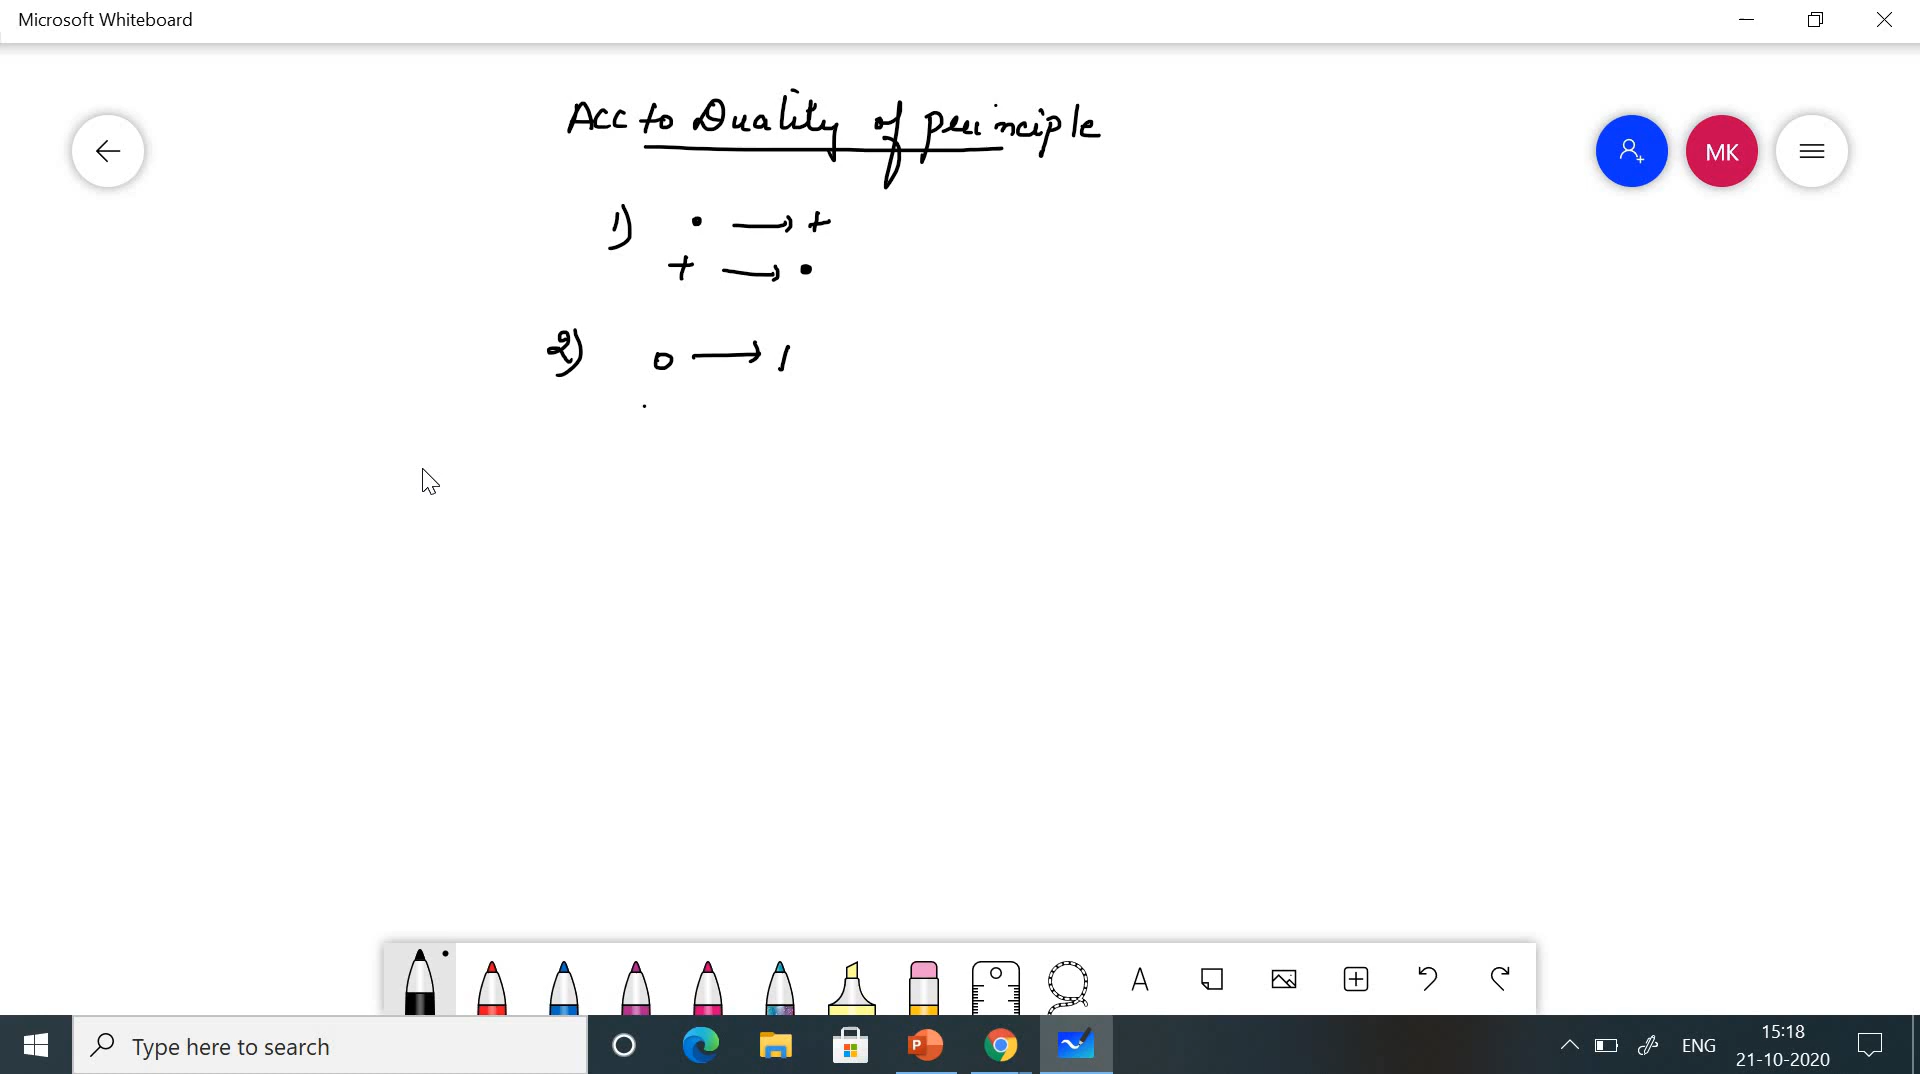 Microsoft Whiteboard
Acc to Duality of principle
MK
1) • → +
+ → •
2) 0 → 1
A
Type here to search
P
ENG
15:18
21-10-2020